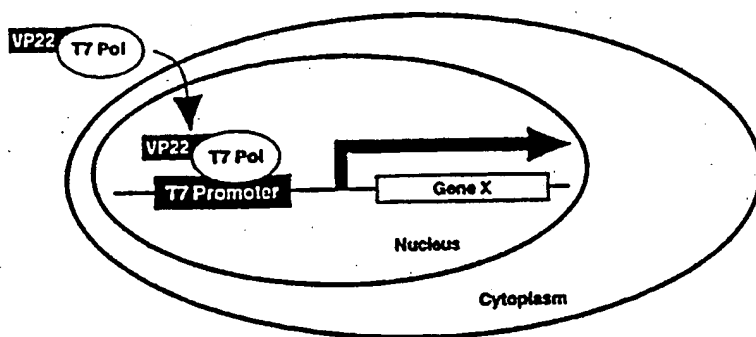 VP22 T7 Pol
VP22 T7 Pol
T7 Promoter
Gene X
Nucleus
Cytoplasm